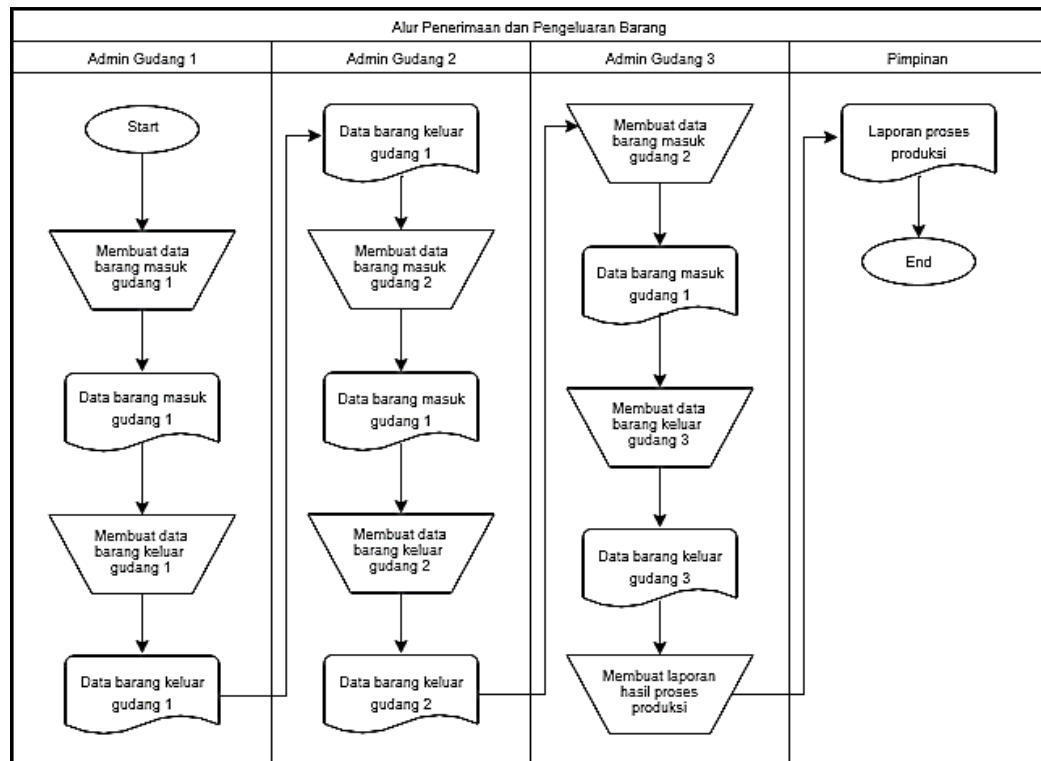 Alur Penerimaan dan Pengeluaran Barang
Admin Gudang 1
Admin Gudang 2
Admin Gudang 3
Pimpinan
Start
Membuat data
barang masuk
gudang 1
Data barang masuk
gudang 1
Membuat data
barang keluar
gudang 1
Data barang keluar
gudang 1
Data barang keluar
gudang 1
Membuat data
barang masuk
gudang 2
Data barang masuk
gudang 1
Membuat data
barang keluar
gudang 2
Data barang keluar
gudang 2
Membuat data
barang masuk
gudang 2
Data barang masuk
gudang 1
Membuat data
barang keluar
gudang 3
Data barang keluar
gudang 3
Membuat laporan
hasil proses
produksi
Laporan proses
produksi
End